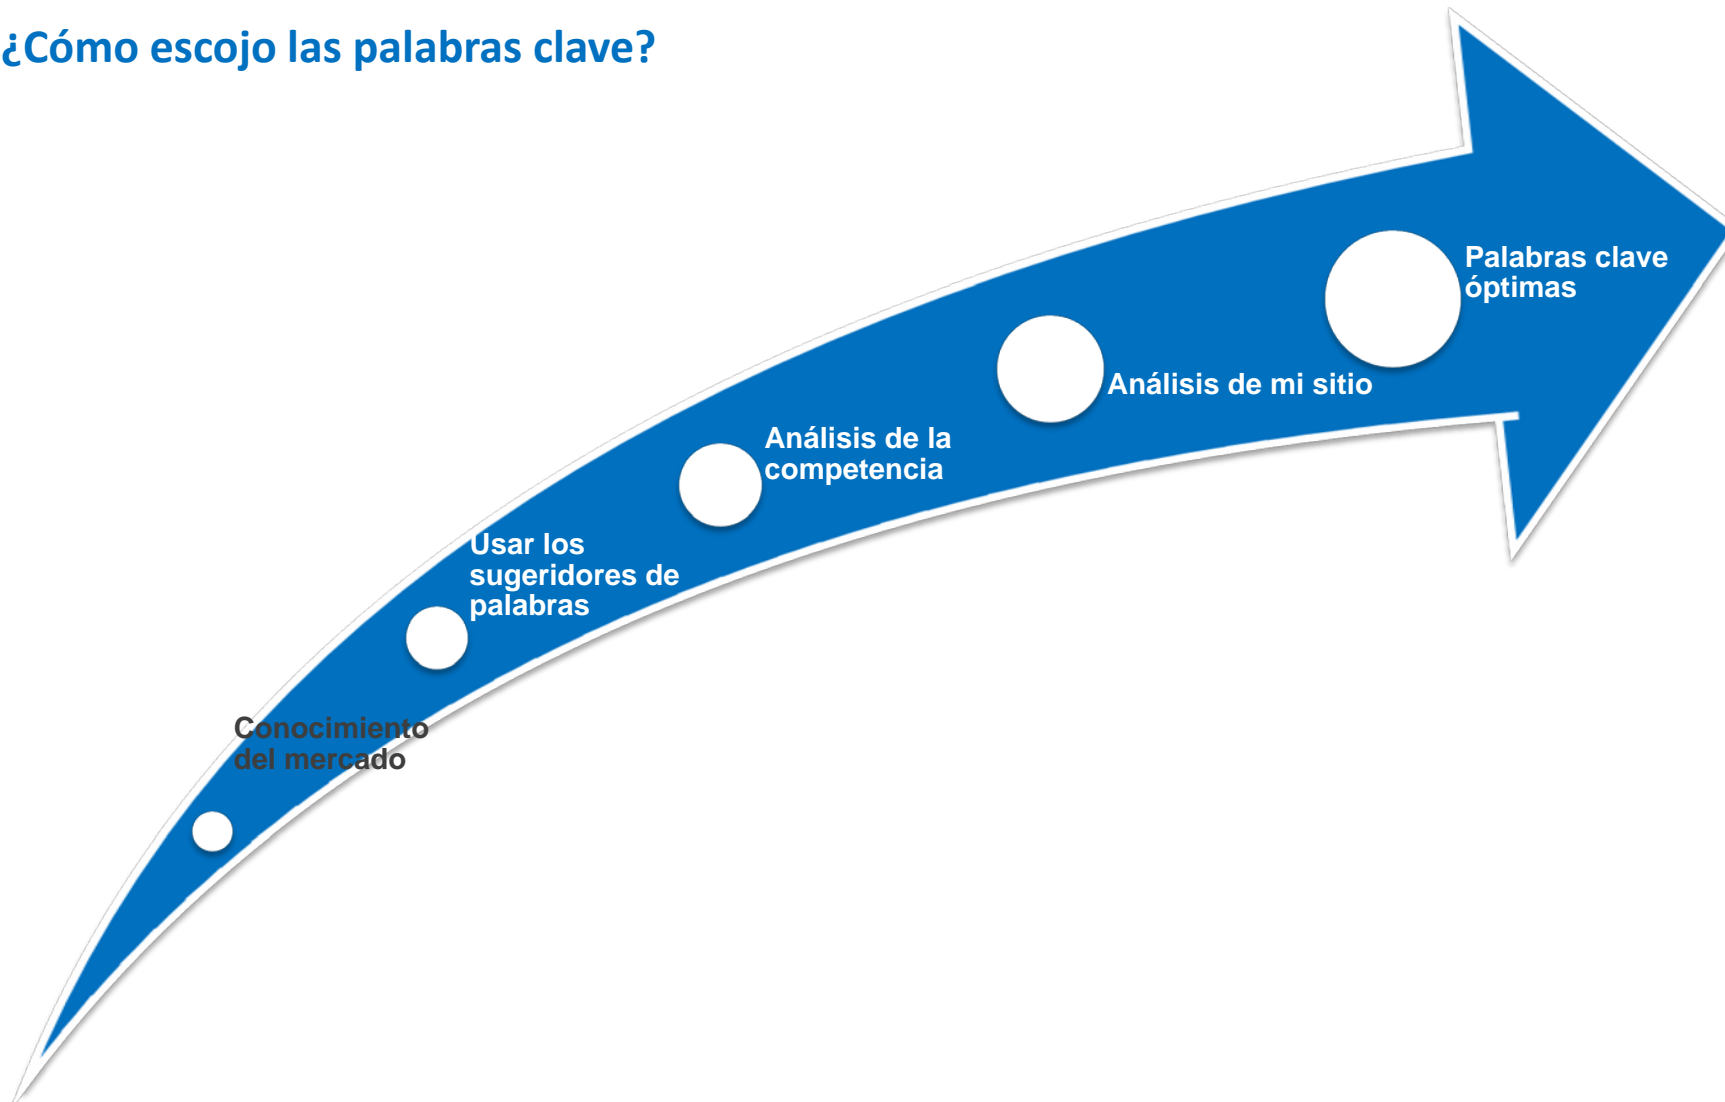 ¿Cómo escojo las palabras clave?
Conocimiento
del mercado
Usar los
sugeridores de
palabras
Análisis de la
competencia
Análisis de mi sitio
Palabras clave
óptimas